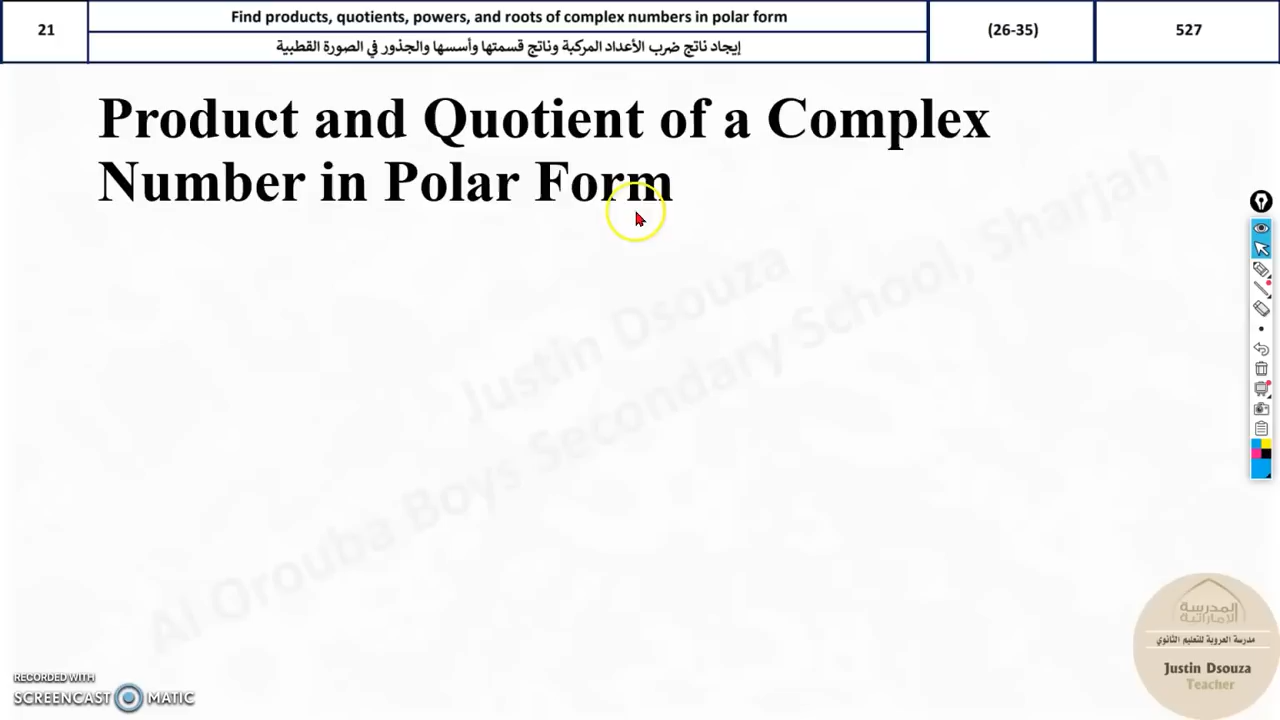 21
Find products, quotients, powers, and roots of complex numbers in polar form
إيجاد ناتج ضرب الأعداد المركبة وناتج قسمتها وأسسها والجذور في الصورة القطبية
(26-35)
527
Product and Quotient of a Complex
Number in Polar Form
Justin Dsouza
Al Orouba Boys Secondary School, Sharjah
المدرسة
الإماراتية
مدرسة العروبة للتعليم الثانوي
Justin Dsouza
Teacher
RECORDED WITH
SCREENCAST MATIC